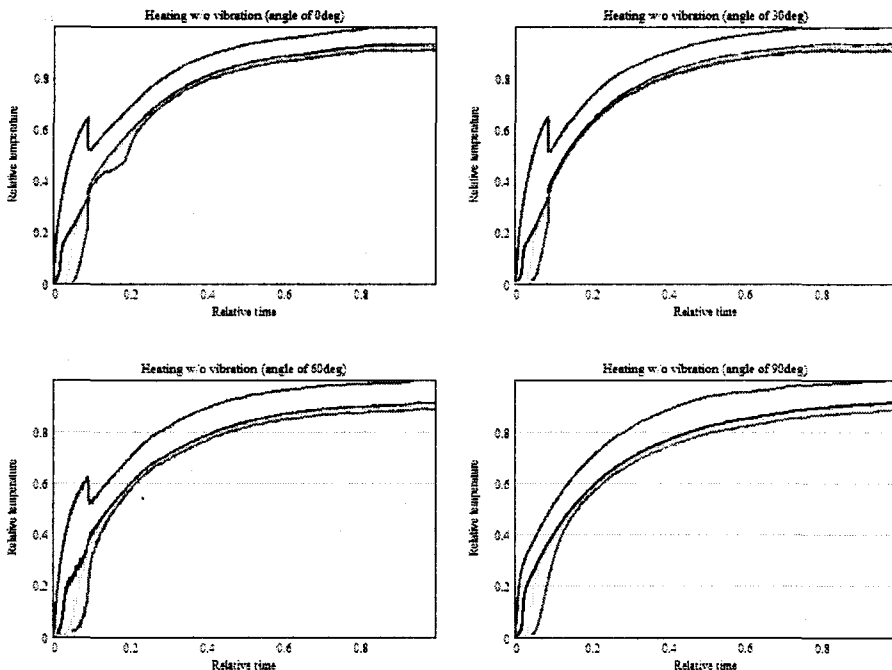 Heating w/o vibration (angle of 0deg)
Relative temperature
0.8
0.6
0.4
0.2
0
0 0.2 0.4 0.6 0.8
Relative time
Heating w/o vibration (angle of 30deg)
Relative temperature
0.8
0.6
0.4
0.2
0
0 0.2 0.4 0.6 0.8
Relative time
Heating w/o vibration (angle of 60deg)
Relative temperature
0.8
0.6
0.4
0.2
0
0 0.2 0.4 0.6 0.8
Relative time
Heating w/o vibration (angle of 90deg)
Relative temperature
0.8
0.6
0.4
0.2
0
0 0.2 0.4 0.6 0.8
Relative time